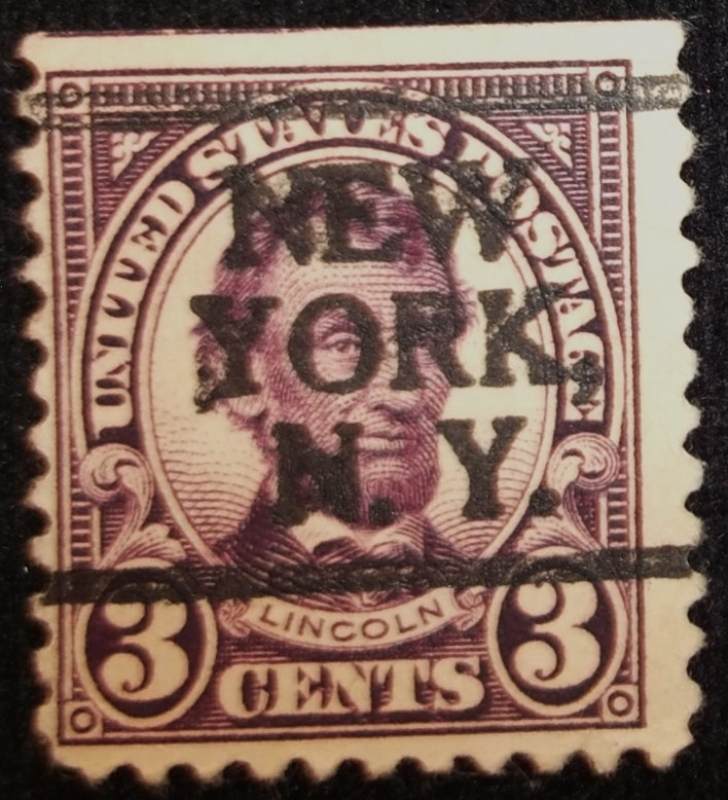 UNITED STATES POSTAGE
NEW
YORK,
N. Y.
LINCOLN
3 CENTS 3